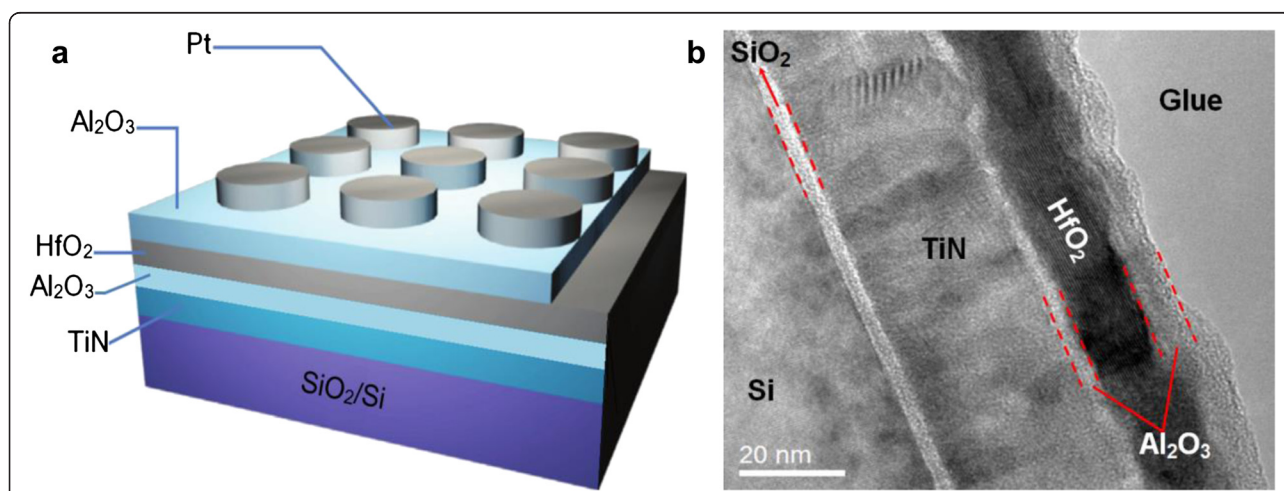 a
Pt
Al₂O₃
HfO₂
Al₂O₃
TiN
SiO₂/Si
b
SiO₂
Glue
HfO₂
TiN
Si
Al₂O₃
20 nm